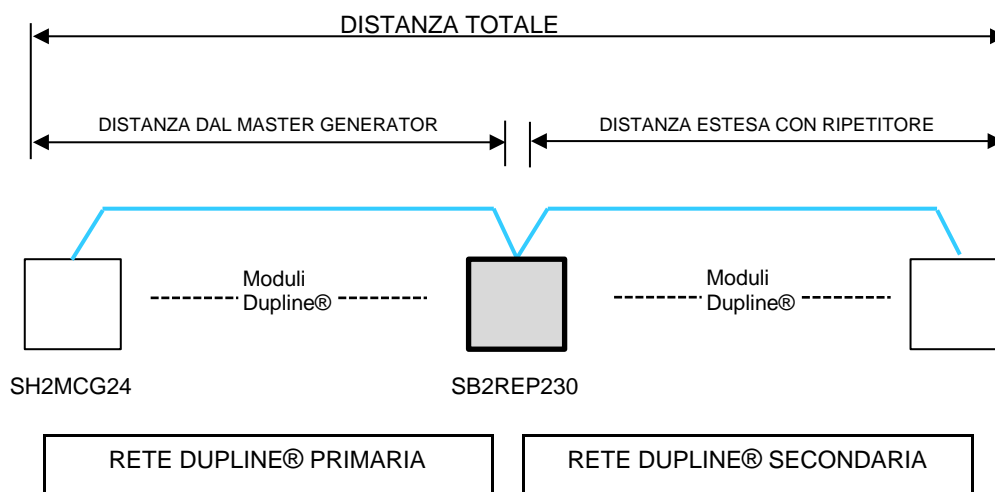 DISTANZA TOTALE
DISTANZA DAL MASTER GENERATOR
DISTANZA ESTESA CON RIPETITORE
Moduli
Dupline®
Moduli
Dupline®
SH2MCG24
SB2REP230
RETE DUPLINE® PRIMARIA
RETE DUPLINE® SECONDARIA